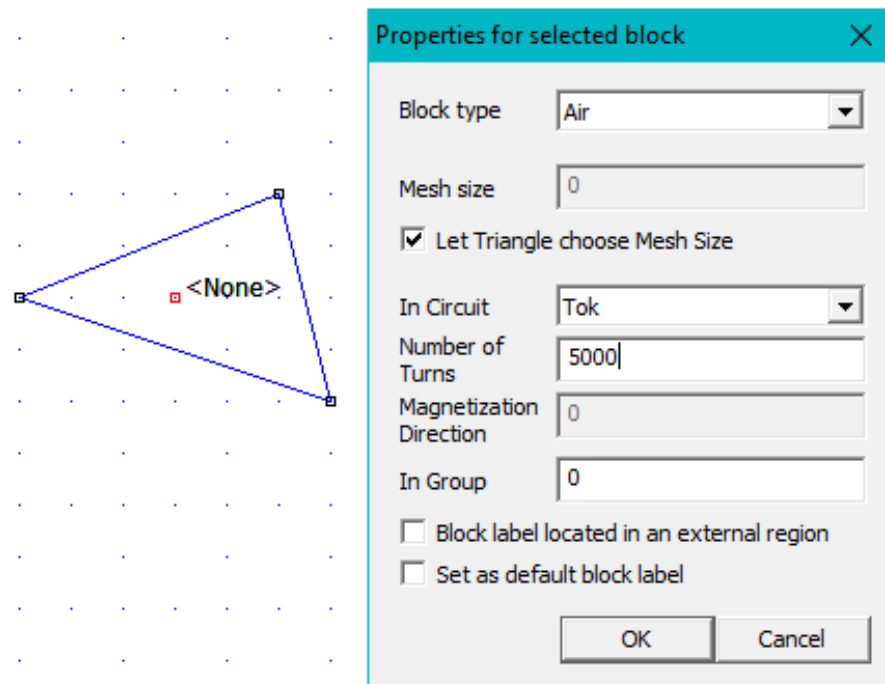 Properties for selected block
<None>
Block type
Air
Mesh size
0
Let Triangle choose Mesh Size
In Circuit
Tok
Number of
Turns
5000
Magnetization
Direction
0
In Group
0
Block label located in an external region
Set as default block label
OK
Cancel